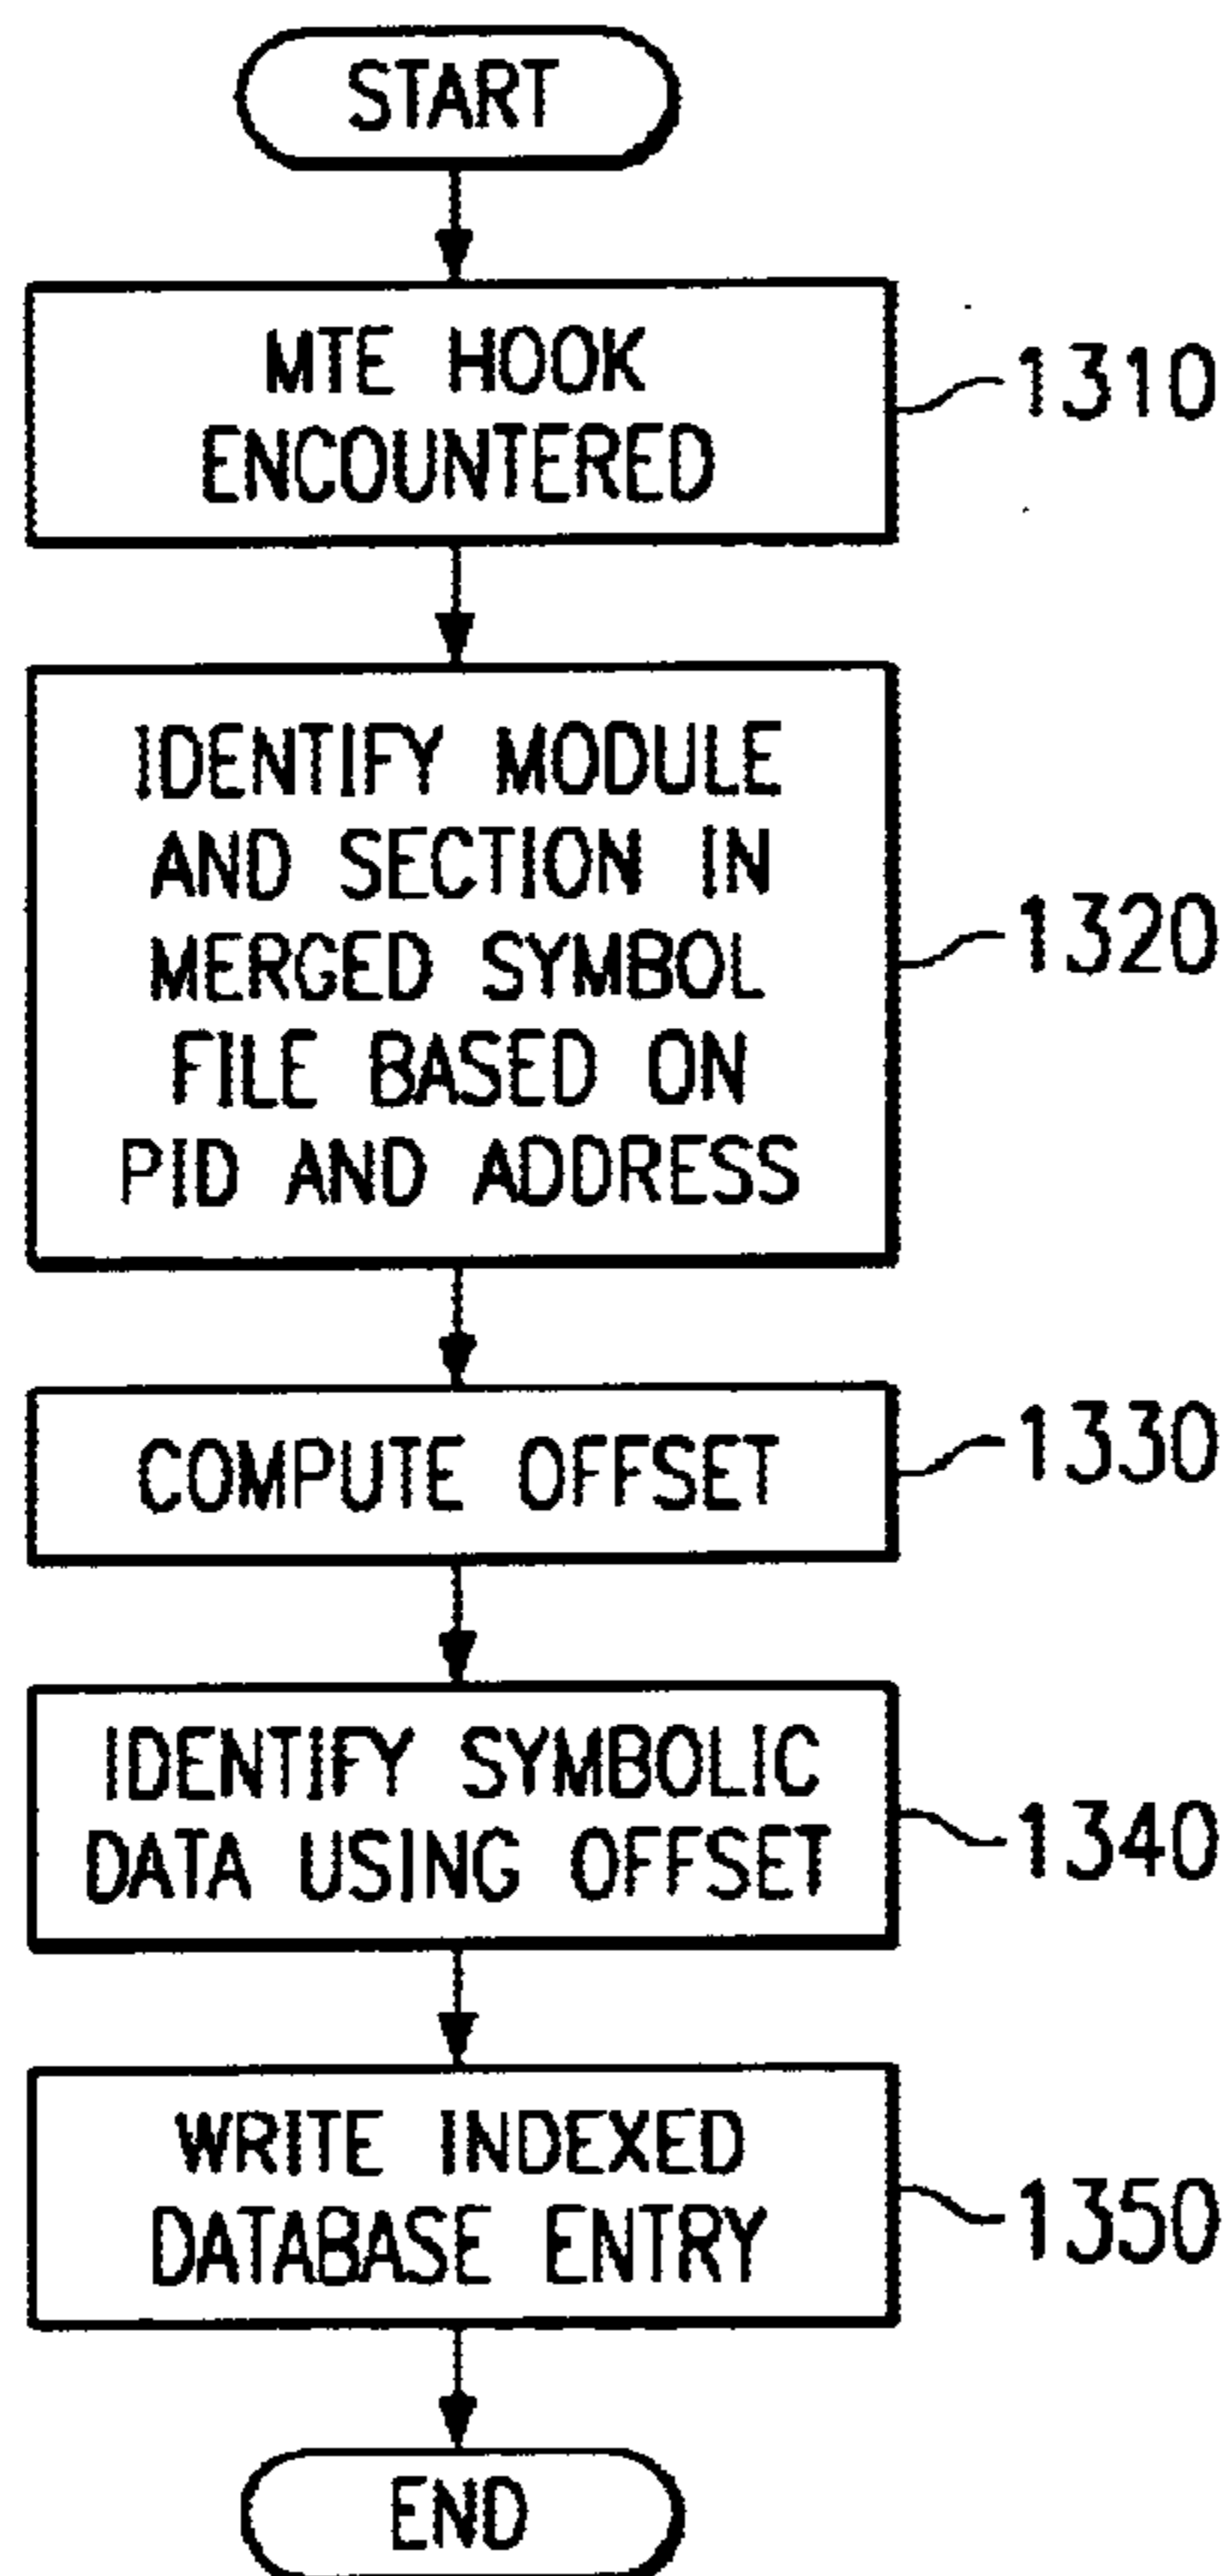 START
MTE HOOK
ENCOUNTERED
1310
IDENTIFY MODULE
AND SECTION IN
MERGED SYMBOL
FILE BASED ON
PID AND ADDRESS
1320
COMPUTE OFFSET
1330
IDENTIFY SYMBOLIC
DATA USING OFFSET
1340
WRITE INDEXED
DATABASE ENTRY
1350
END